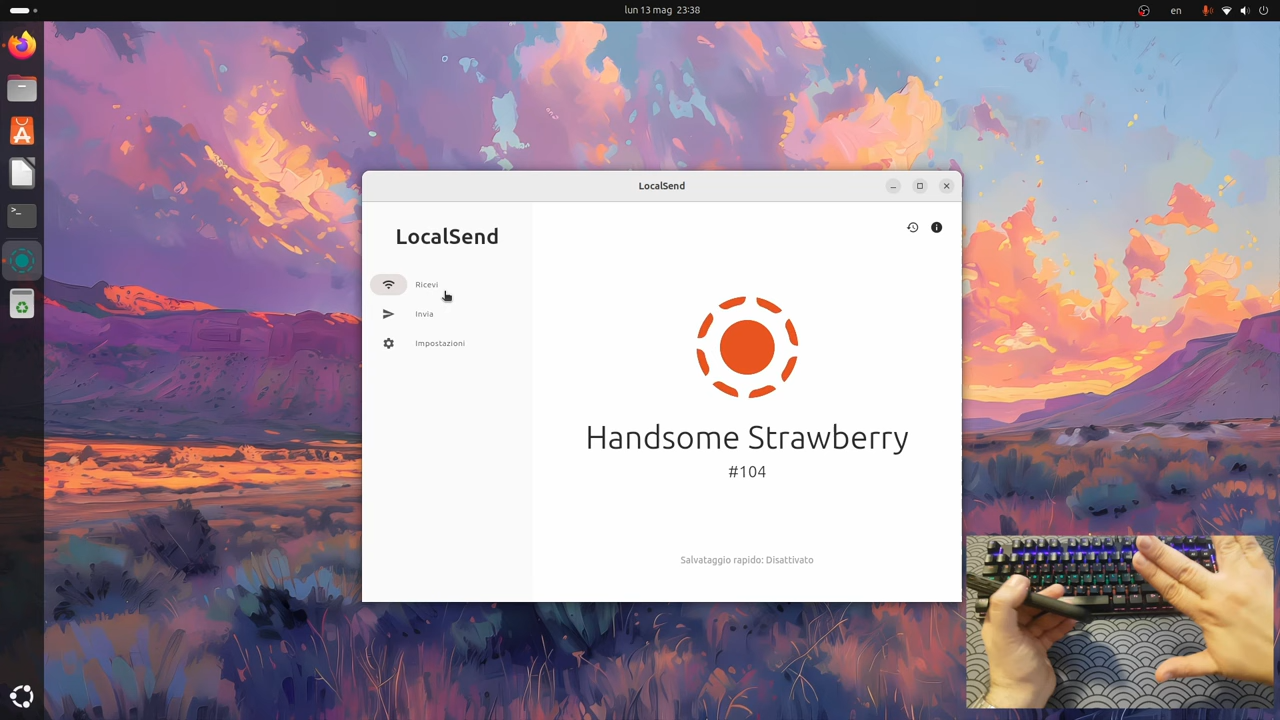 lun 13 mag 23:38
en
LocalSend
LocalSend
Ricevi
Invia
Impostazioni
Handsome Strawberry
#104
Salvataggio rapido: Disattivato